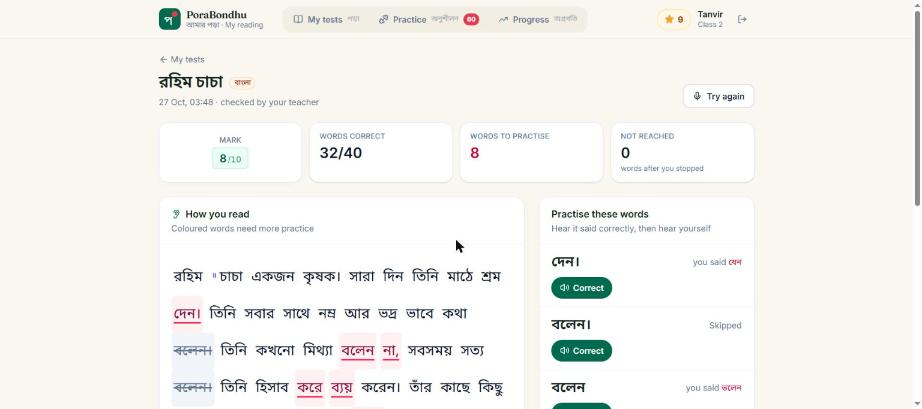 প PoraBondhu
আমার পড়া · My reading
My tests পড়া
Practice অনুশীলন 60
Progress অগ্রগতি
9
Tanvir
Class 2
← My tests
রহিম চাচা বাংলা
27 Oct, 03:48 · checked by your teacher
Try again
MARK
8/10
WORDS CORRECT
32/40
WORDS TO PRACTISE
8
NOT REACHED
0
words after you stopped
How you read
Coloured words need more practice
রহিম চাচা একজন কৃষক। সারা দিন তিনি মাঠে শ্রম
দেন। তিনি সবার সাথে নম্র আর ভদ্র ভাবে কথা
বলেন। তিনি কখনো মিথ্যা বলেন না, সবসময় সত্য
বলেন। তিনি হিসাব করে ব্যয় করেন। তাঁর কাছে কিছু
Practise these words
Hear it said correctly, then hear yourself
দেন। you said খেন
Correct
বলেন। Skipped
Correct
বলেন you said ভলেন